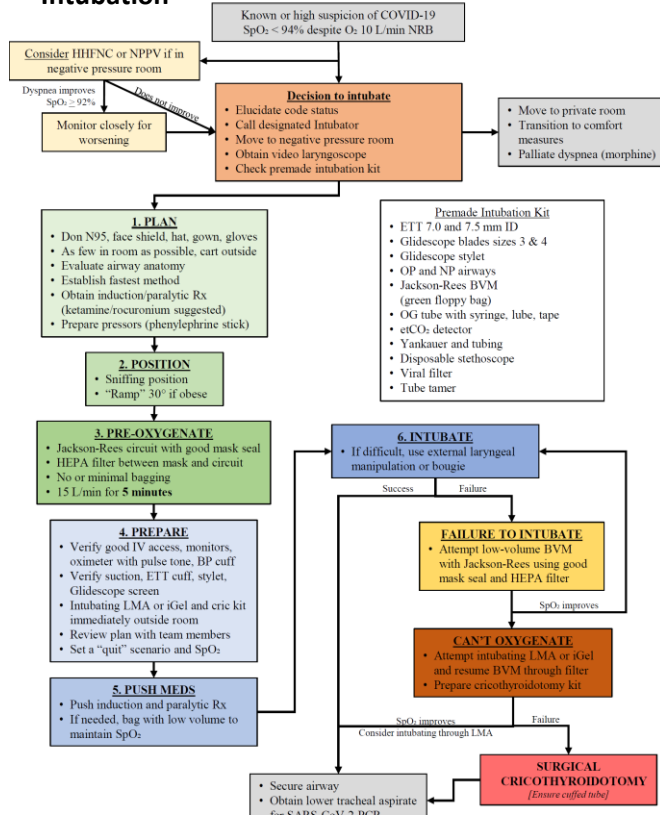 Intubation
Known or high suspicion of COVID-19
SpO₂ < 94% despite O₂ 10 L/min NRB
Consider HHFNC or NPPV if in
negative pressure room
Dyspnea improves
SpO₂ ≥ 92%
Does not improve
Monitor closely for
worsening
Decision to intubate
• Elucidate code status
• Call designated Intubator
• Move to negative pressure room
• Obtain video laryngoscope
• Check premade intubation kit
• Move to private room
• Transition to comfort
measures
• Palliate dyspnea (morphine)
1. PLAN
• Don N95, face shield, hat, gown, gloves
• As few in room as possible, cart outside
• Evaluate airway anatomy
• Establish fastest method
• Obtain induction/paralytic Rx
(ketamine/rocuronium suggested)
• Prepare pressors (phenylephrine stick)
Premade Intubation Kit
• ETT 7.0 and 7.5 mm ID
• Glidescope blades sizes 3 & 4
• Glidescope stylet
• OP and NP airways
• Jackson-Rees BVM
(green floppy bag)
• OG tube with syringe, lube, tape
• etCO₂ detector
• Yankauer and tubing
• Disposable stethoscope
• Viral filter
• Tube tamer
2. POSITION
• Sniffing position
• “Ramp” 30° if obese
3. PRE-OXYGENATE
• Jackson-Rees circuit with good mask seal
• HEPA filter between mask and circuit
• No or minimal bagging
• 15 L/min for 5 minutes
4. PREPARE
• Verify good IV access, monitors,
oximeter with pulse tone, BP cuff
• Verify suction, ETT cuff, stylet,
Glidescope screen
• Intubating LMA or iGel and cric kit
immediately outside room
• Review plan with team members
• Set a “quit” scenario and SpO₂
5. PUSH MEDS
• Push induction and paralytic Rx
• If needed, bag with low volume to
maintain SpO₂
6. INTUBATE
• If difficult, use external laryngeal
manipulation or bougie
Success
Failure
FAILURE TO INTUBATE
• Attempt low-volume BVM
with Jackson-Rees using good
mask seal and HEPA filter
SpO₂ improves
CAN'T OXYGENATE
• Attempt intubating LMA or iGel
and resume BVM through filter
• Prepare cricothyroidotomy kit
SpO₂ improves
Consider intubating through LMA
Failure
SURGICAL
CRICOTHYROIDOTOMY
[Ensure cuffed tube]
• Secure airway
• Obtain lower tracheal aspirate
for SARS-CoV-2 PCR